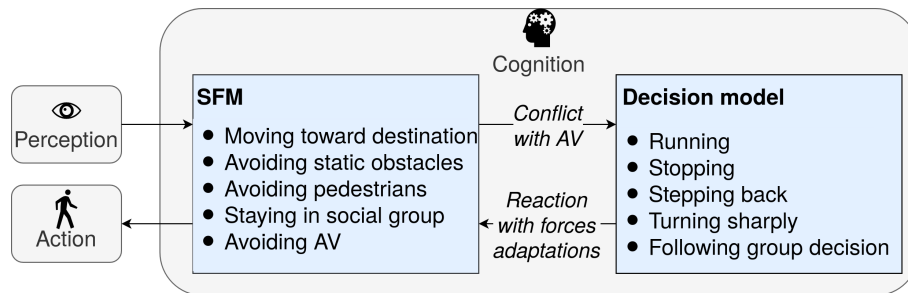 Cognition
Perception
SFM
● Moving toward destination
● Avoiding static obstacles
● Avoiding pedestrians
● Staying in social group
● Avoiding AV
Conflict
with AV
Decision model
● Running
● Stopping
● Stepping back
● Turning sharply
● Following group decision
Reaction
with forces
adaptations
Action